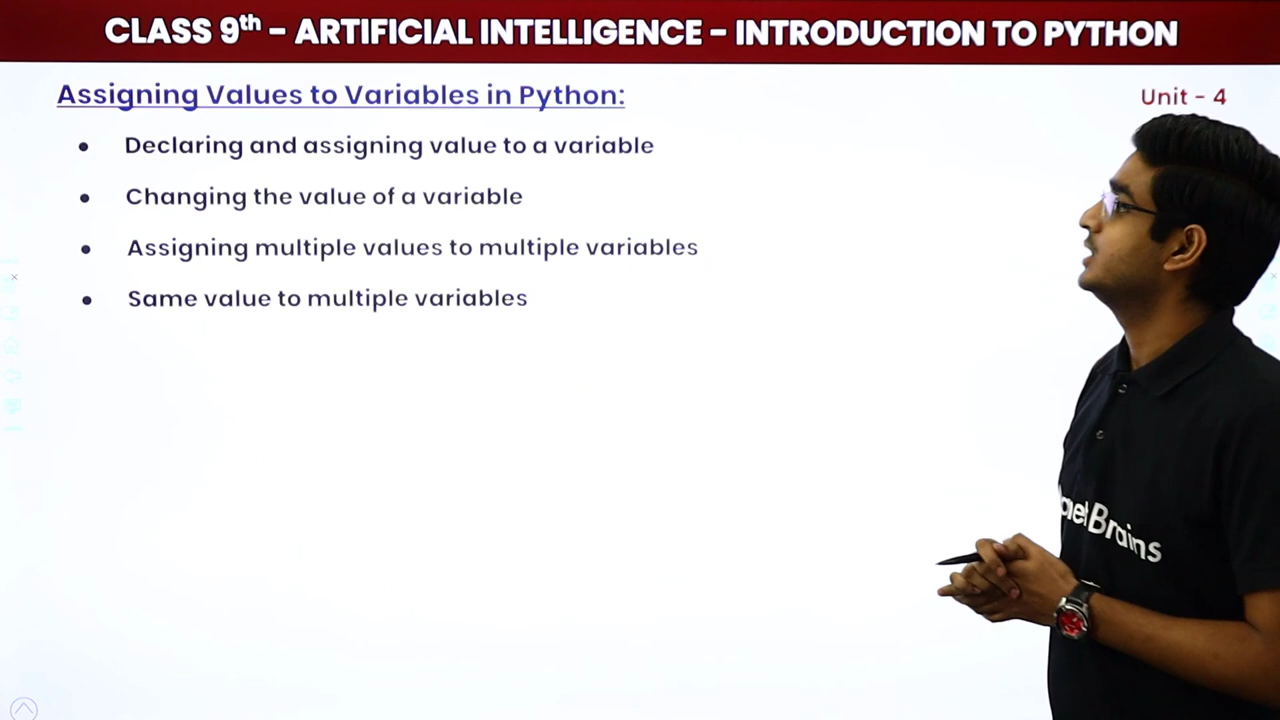 CLASS 9th – ARTIFICIAL INTELLIGENCE – INTRODUCTION TO PYTHON
Assigning Values to Variables in Python:
Unit – 4
• Declaring and assigning value to a variable
• Changing the value of a variable
• Assigning multiple values to multiple variables
• Same value to multiple variables
Brains